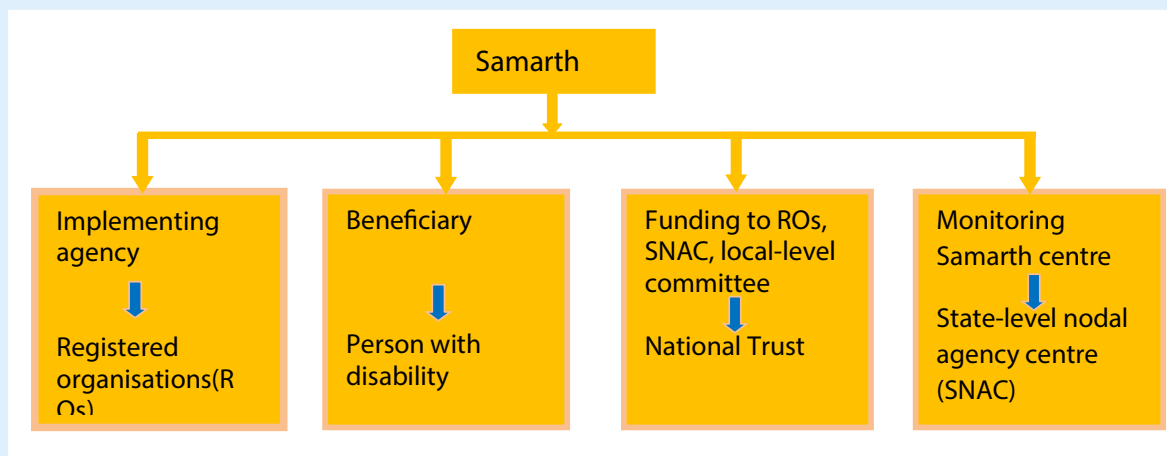 Samarth
Implementing
agency
Registered
organisations(R
Os)
Beneficiary
Person with
disability
Funding to ROs,
SNAC, local-level
committee
National Trust
Monitoring
Samarth centre
State-level nodal
agency centre
(SNAC)